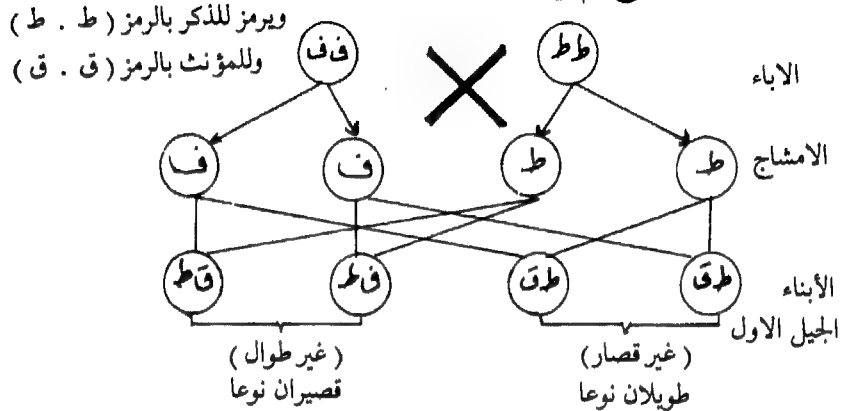 ويرمز للذكر بالرمز ( ط . ط )
وللمؤنث بالرمز ( ق . ق )
الاباء
ط ط
ف ف
الامشاج
ط
ط
ف
ف
الأبناء
الجيل الاول
ط ق
ط ق
ف ط
ق ط
( غير قصار )
طويلان نوعا
( غير طوال )
قصيران نوعا